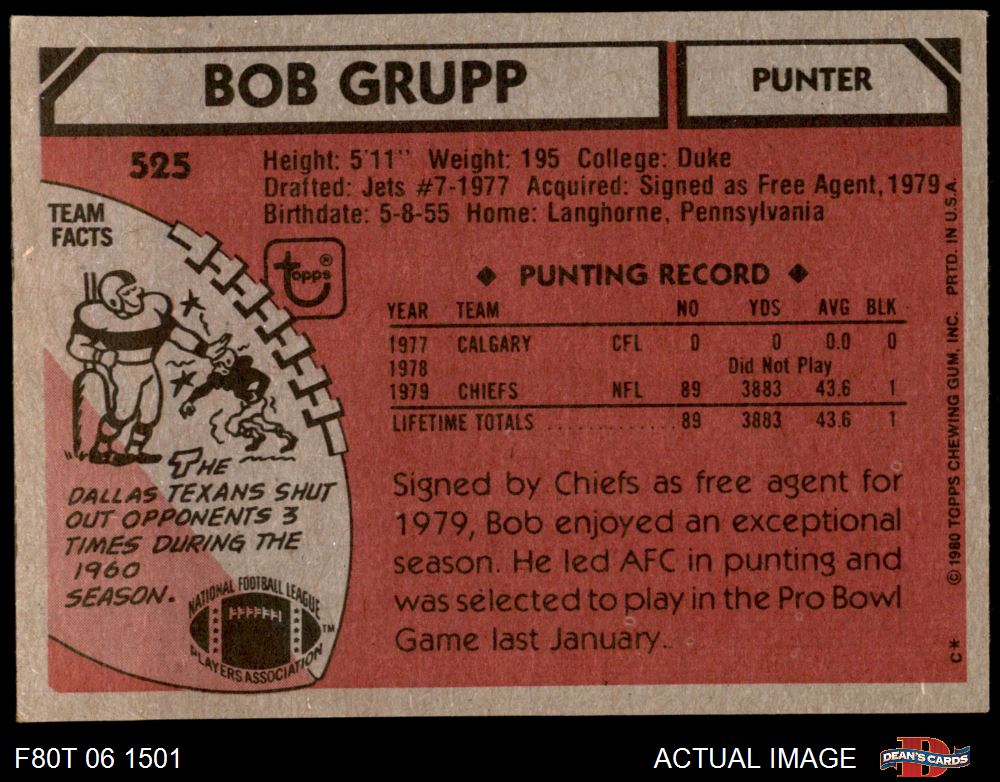 BOB GRUPP
PUNTER
525
Height: 5'11" Weight: 195 College: Duke
Drafted: Jets #7-1977 Acquired: Signed as Free Agent, 1979
Birthdate: 5-8-55 Home: Langhorne, Pennsylvania
TEAM
FACTS
topps®
◆ PUNTING RECORD ◆
YEAR TEAM NO YDS AVG BLK
1977 CALGARY CFL 0 0 0.0 0
1978 Did Not Play
1979 CHIEFS NFL 89 3883 43.6 1
LIFETIME TOTALS ............ 89 3883 43.6 1
THE
DALLAS TEXANS SHUT
OUT OPPONENTS 3
TIMES DURING THE
1960
SEASON.
NATIONAL FOOTBALL LEAGUE
PLAYERS ASSOCIATION
TM
Signed by Chiefs as free agent for
1979, Bob enjoyed an exceptional
season. He led AFC in punting and
was selected to play in the Pro Bowl
Game last January.
C* © 1980 TOPPS CHEWING GUM, INC. PRTD. IN U.S.A.
F80T 06 1501
ACTUAL IMAGE
DEAN'S CARDS